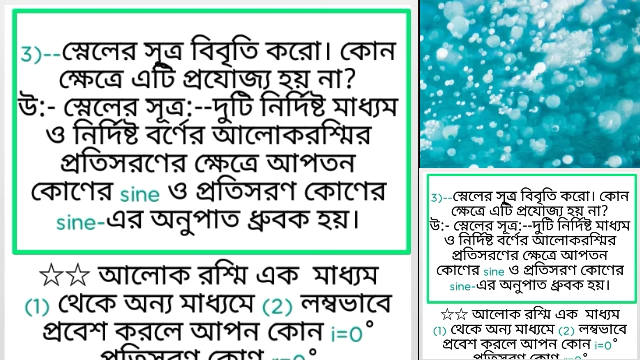 3)--স্নেলের সূত্র বিবৃতি করো। কোন
ক্ষেত্রে এটি প্রযোজ্য হয় না?
উ:- স্নেলের সূত্র:--দুটি নির্দিষ্ট মাধ্যম
ও নির্দিষ্ট বর্ণের আলোকরশ্মির
প্রতিসরণের ক্ষেত্রে আপতন
কোণের sine ও প্রতিসরণ কোণের
sine-এর অনুপাত ধ্রুবক হয়।
☆☆ আলোক রশ্মি এক মাধ্যম
(1) থেকে অন্য মাধ্যমে (2) লম্বভাবে
প্রবেশ করলে আপন কোন i=0°
প্রতিসরণ কোণ r=0°
3)--স্নেলের সূত্র বিবৃতি করো। কোন
ক্ষেত্রে এটি প্রযোজ্য হয় না?
উ:- স্নেলের সূত্র:--দুটি নির্দিষ্ট মাধ্যম
ও নির্দিষ্ট বর্ণের আলোকরশ্মির
প্রতিসরণের ক্ষেত্রে আপতন
কোণের sine ও প্রতিসরণ কোণের
sine-এর অনুপাত ধ্রুবক হয়।
☆☆ আলোক রশ্মি এক মাধ্যম
(1) থেকে অন্য মাধ্যমে (2) লম্বভাবে
প্রবেশ করলে আপন কোন i=0°